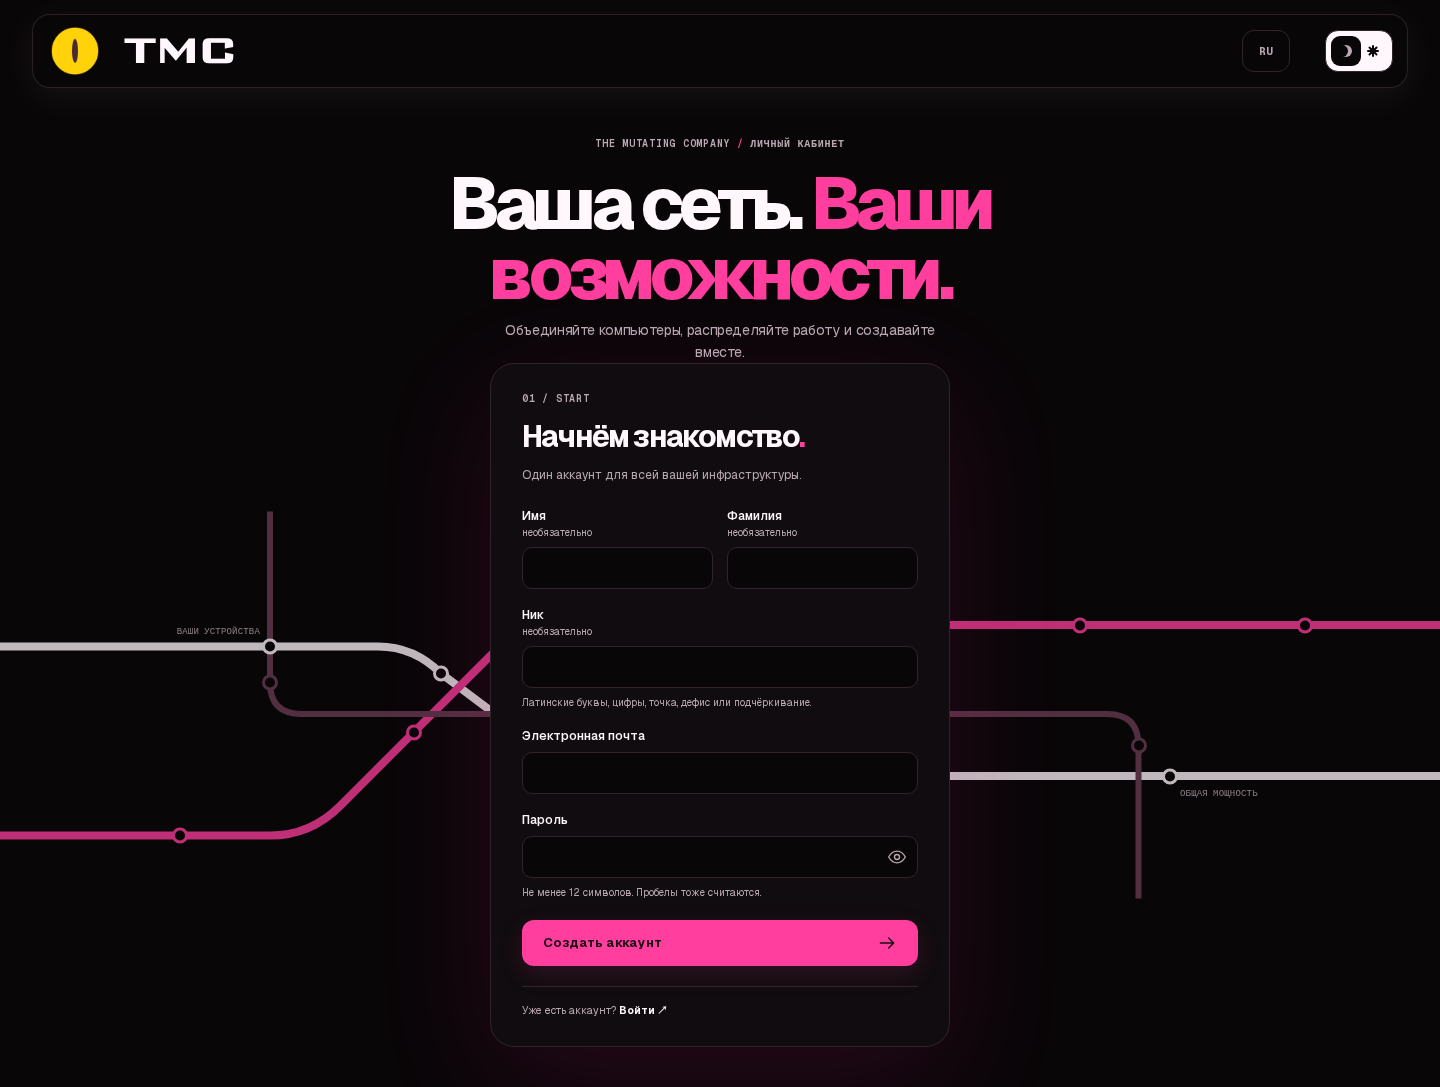 TMC
RU
THE MUTATING COMPANY / ЛИЧНЫЙ КАБИНЕТ
Ваша сеть. Ваши
возможности.
Объединяйте компьютеры, распределяйте работу и создавайте
вместе.
01 / START
Начнём знакомство.
Один аккаунт для всей вашей инфраструктуры.
Имя
необязательно
Фамилия
необязательно
Ник
необязательно
Латинские буквы, цифры, точка, дефис или подчёркивание.
Электронная почта
Пароль
Не менее 12 символов. Пробелы тоже считаются.
Создать аккаунт →
Уже есть аккаунт? Войти ↗
ВАШИ УСТРОЙСТВА
ОБЩАЯ МОЩНОСТЬ